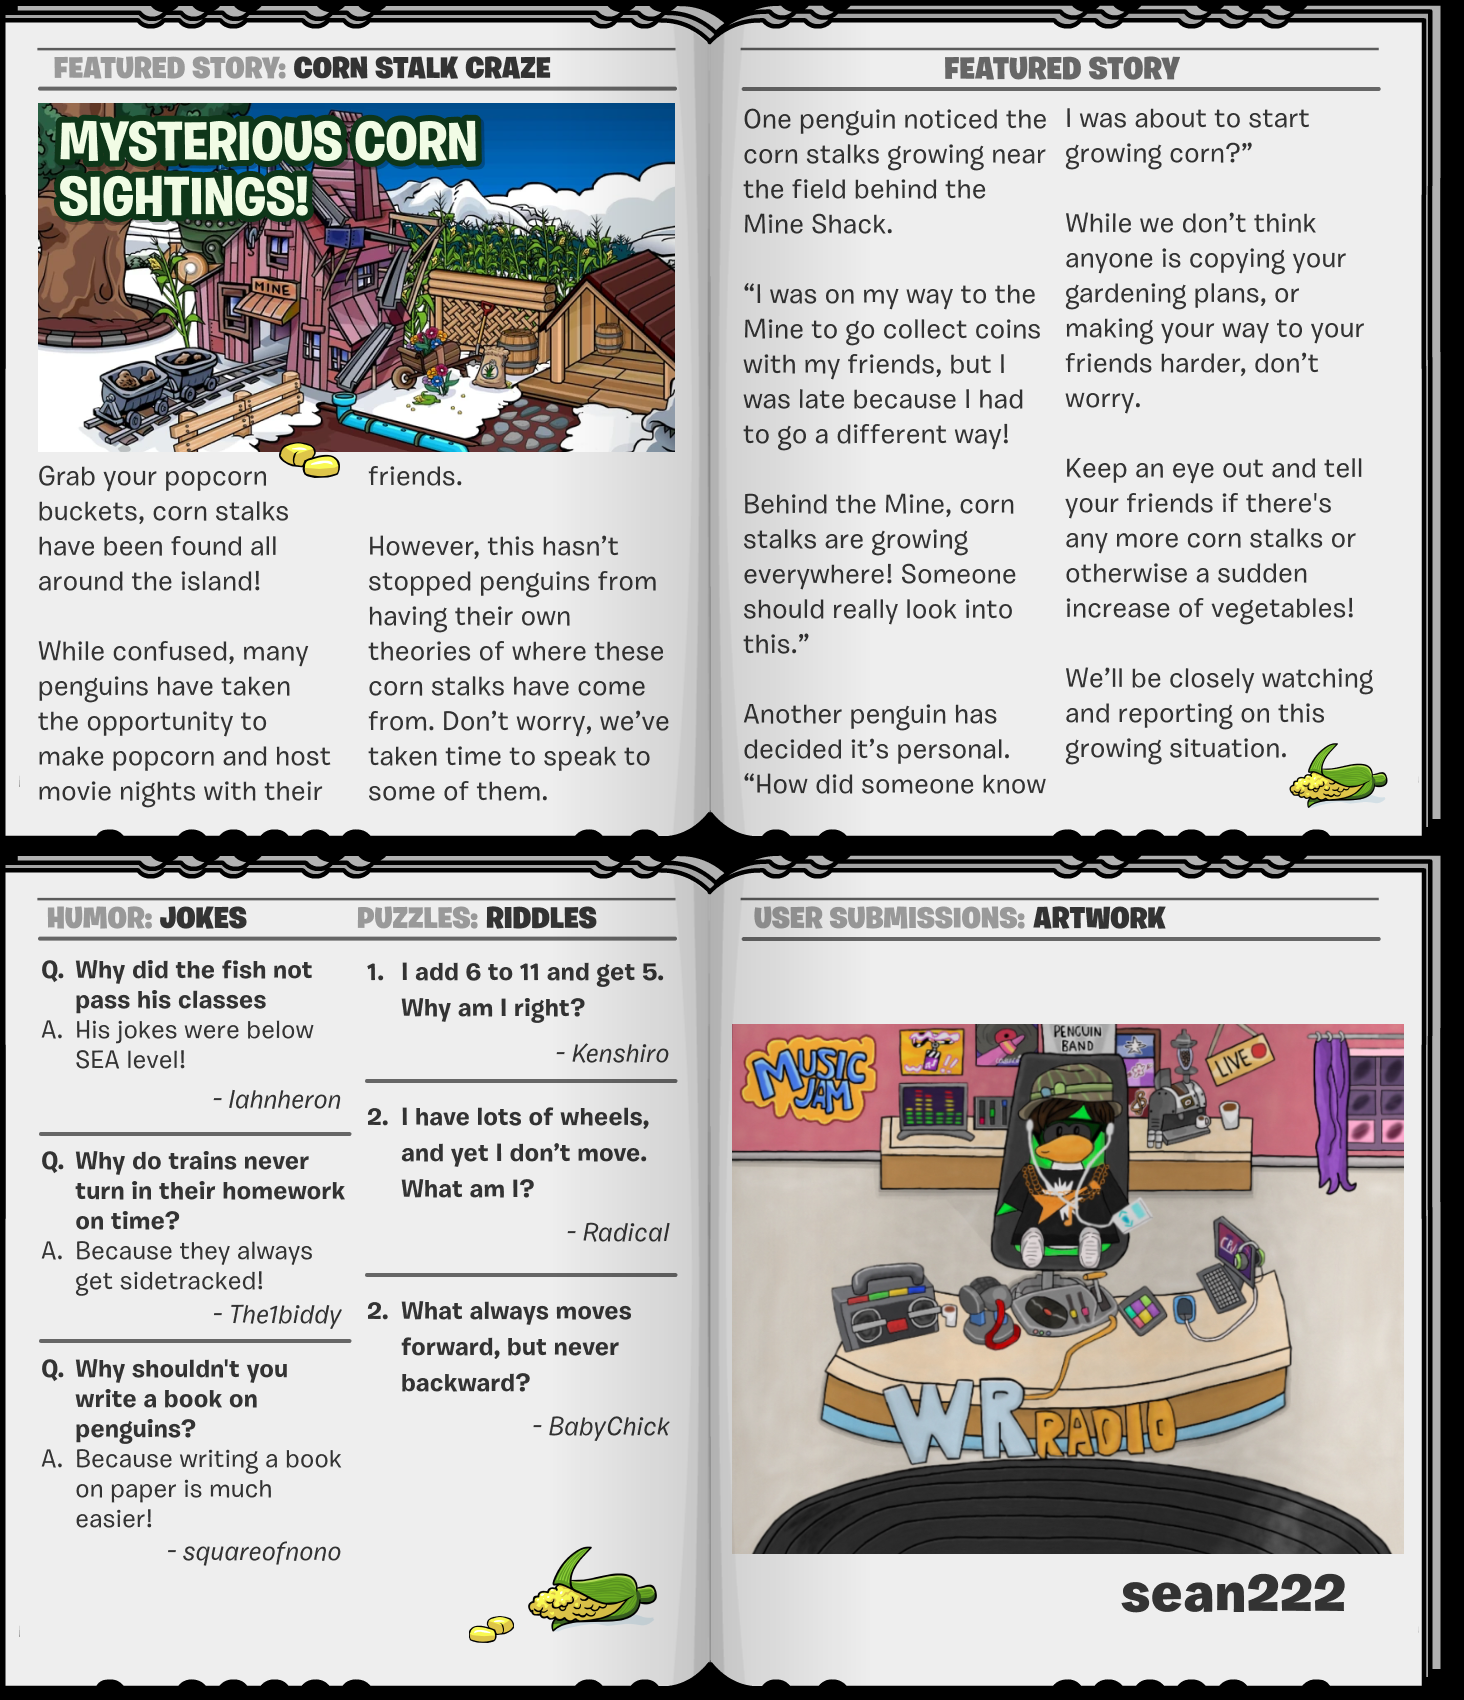 FEATURED STORY: CORN STALK CRAZE
MYSTERIOUS CORN
SIGHTINGS!
MINE
Grab your popcorn
buckets, corn stalks
have been found all
around the island!
While confused, many
penguins have taken
the opportunity to
make popcorn and host
movie nights with their
friends.
However, this hasn’t
stopped penguins from
having their own
theories of where these
corn stalks have come
from. Don’t worry, we’ve
taken time to speak to
some of them.
FEATURED STORY
One penguin noticed the
corn stalks growing near
the field behind the
Mine Shack.
“I was on my way to the
Mine to go collect coins
with my friends, but I
was late because I had
to go a different way!
Behind the Mine, corn
stalks are growing
everywhere! Someone
should really look into
this.”
Another penguin has
decided it’s personal.
“How did someone know
I was about to start
growing corn?”
While we don’t think
anyone is copying your
gardening plans, or
making your way to your
friends harder, don’t
worry.
Keep an eye out and tell
your friends if there's
any more corn stalks or
otherwise a sudden
increase of vegetables!
We’ll be closely watching
and reporting on this
growing situation.
HUMOR: JOKES
Q. Why did the fish not
pass his classes
A. His jokes were below
SEA level!
- Iahnheron
Q. Why do trains never
turn in their homework
on time?
A. Because they always
get sidetracked!
- The1biddy
Q. Why shouldn't you
write a book on
penguins?
A. Because writing a book
on paper is much
easier!
- squareofnono
PUZZLES: RIDDLES
1. I add 6 to 11 and get 5.
Why am I right?
- Kenshiro
2. I have lots of wheels,
and yet I don’t move.
What am I?
- Radical
2. What always moves
forward, but never
backward?
- BabyChick
USER SUBMISSIONS: ARTWORK
MUSIC
JAM
PENGUIN
BAND
LIVE
WR RADIO
sean222